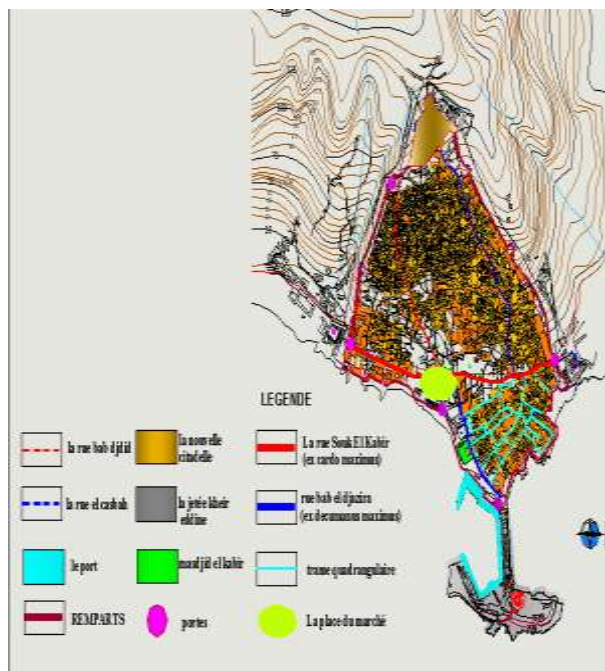 LEGENDE
la rue bab djdid
la nouvelle
citadelle
La rue Souk El Kabir
(ex cardo maximus)
la rue el casbah
la jetée kheir
eddine
rue bab el djazira
(ex decumanus maximus)
le port
masdjid el kabir
trame quadrangulaire
REMPARTS
portes
La place du marché